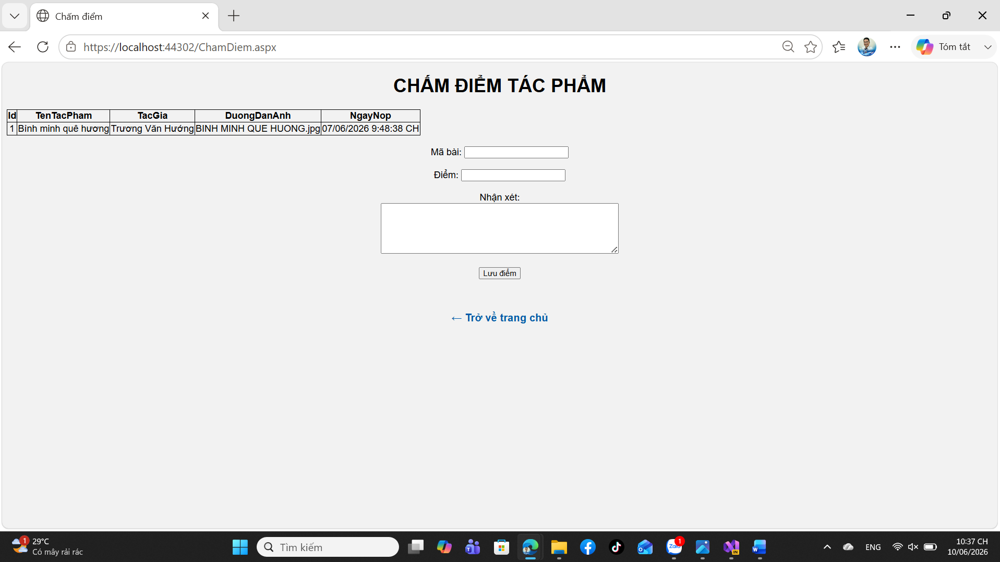 Chấm điểm
https://localhost:44302/ChamDiem.aspx
Tóm tắt
CHẤM ĐIỂM TÁC PHẨM
Id TenTacPham TacGia DuongDanAnh NgayNop
1 Bình minh quê hương Trương Văn Hướng BINH MINH QUE HUONG.jpg 07/06/2026 9:48:38 CH
Mã bài:
Điểm:
Nhận xét:
Lưu điểm
← Trở về trang chủ
1
29°C
Có mây rải rác
Tìm kiếm
T
O
Zalo
1
IN
W
ENG
10:37 CH
10/06/2026